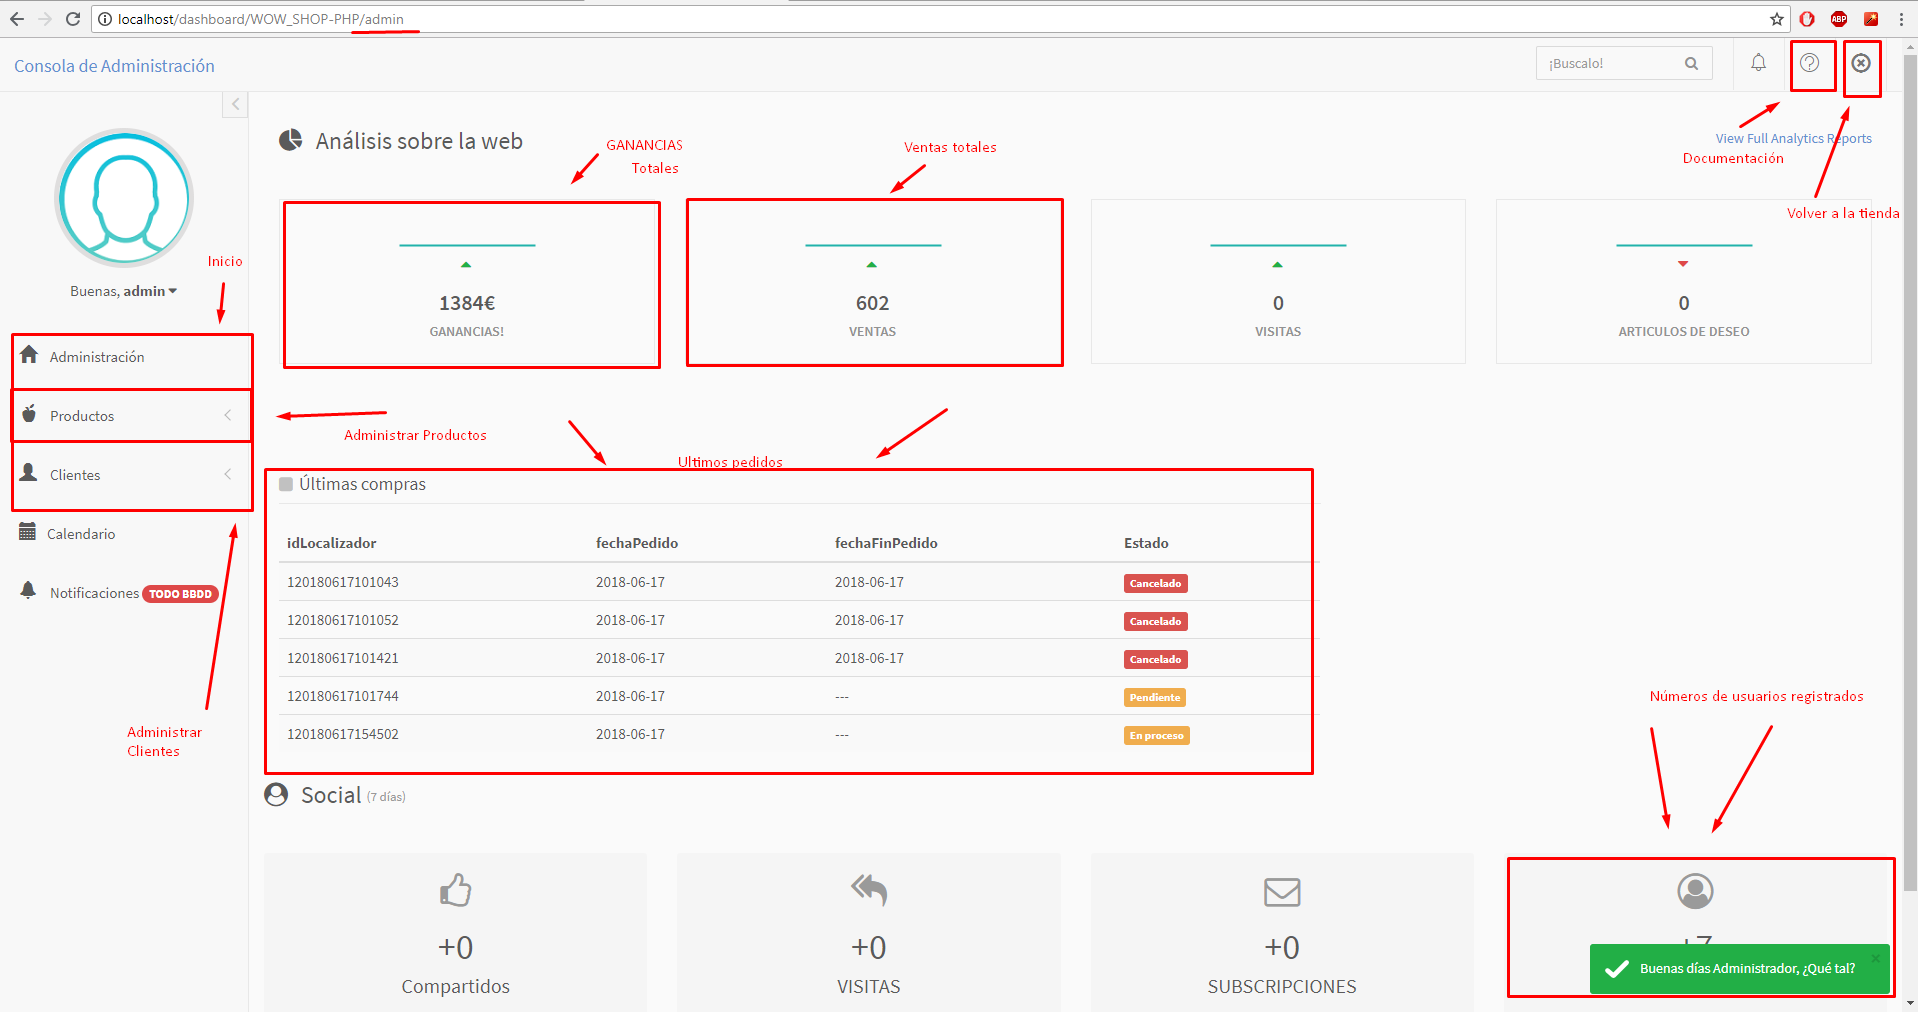 localhost/dashboard/WOW_SHOP-PHP/admin
ABP
Consola de Administración
¡Buscalo!
Análisis sobre la web
GANANCIAS
Totales
Ventas totales
View Full Analytics Reports
Documentación
Volver a la tienda
Inicio
Buenas, admin
1384€
GANANCIAS!
602
VENTAS
0
VISITAS
0
ARTICULOS DE DESEO
Administración
Productos
Clientes
Calendario
Notificaciones TODO BBDD
Administrar Productos
Ultimos pedidos
Administrar
Clientes
Últimas compras
idLocalizador fechaPedido fechaFinPedido Estado
120180617101043 2018-06-17 2018-06-17 Cancelado
120180617101052 2018-06-17 2018-06-17 Cancelado
120180617101421 2018-06-17 2018-06-17 Cancelado
120180617101744 2018-06-17 --- Pendiente
120180617154502 2018-06-17 --- En proceso
Números de usuarios registrados
Social (7 días)
+0
Compartidos
+0
VISITAS
+0
SUBSCRIPCIONES
+7
Buenas días Administrador, ¿Qué tal?
×